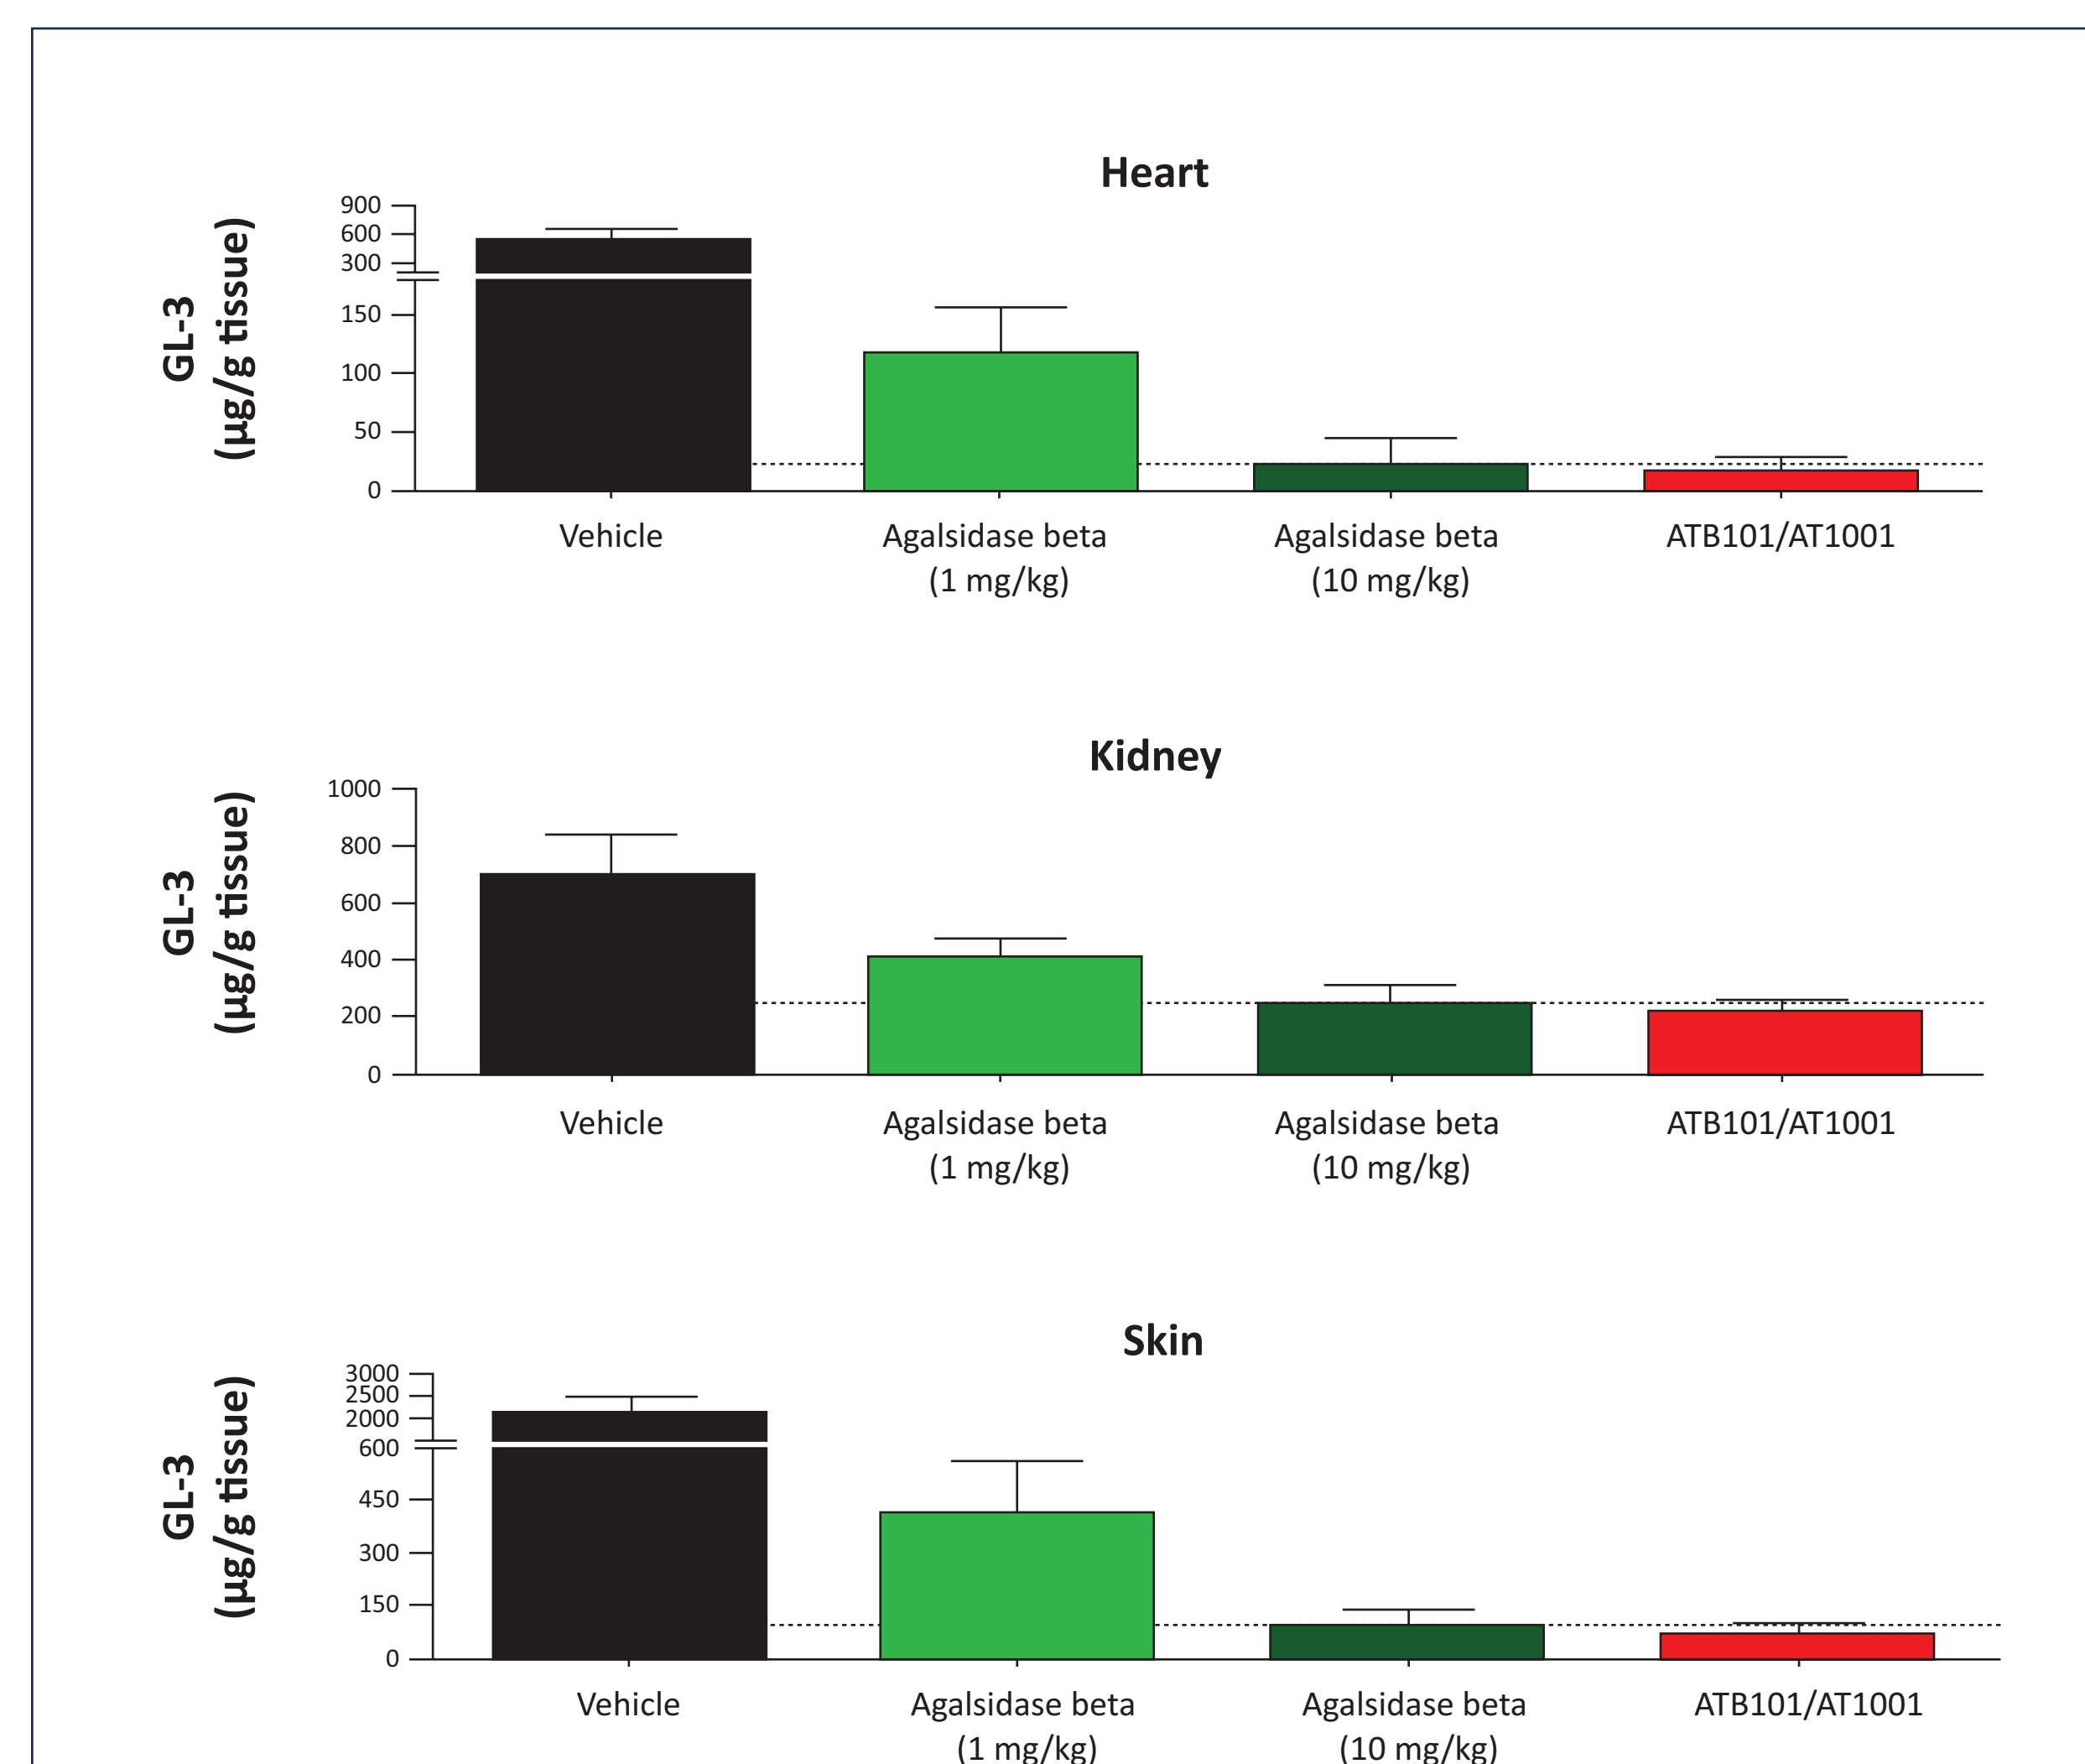 Heart
GL-3
(µg/g tissue)
900
600
300
150
100
50
0
Vehicle
Agalsidase beta
(1 mg/kg)
Agalsidase beta
(10 mg/kg)
ATB101/AT1001
Kidney
GL-3
(µg/g tissue)
1000
800
600
400
200
0
Vehicle
Agalsidase beta
(1 mg/kg)
Agalsidase beta
(10 mg/kg)
ATB101/AT1001
Skin
GL-3
(µg/g tissue)
3000
2500
2000
600
450
300
150
0
Vehicle
Agalsidase beta
(1 mg/kg)
Agalsidase beta
(10 mg/kg)
ATB101/AT1001